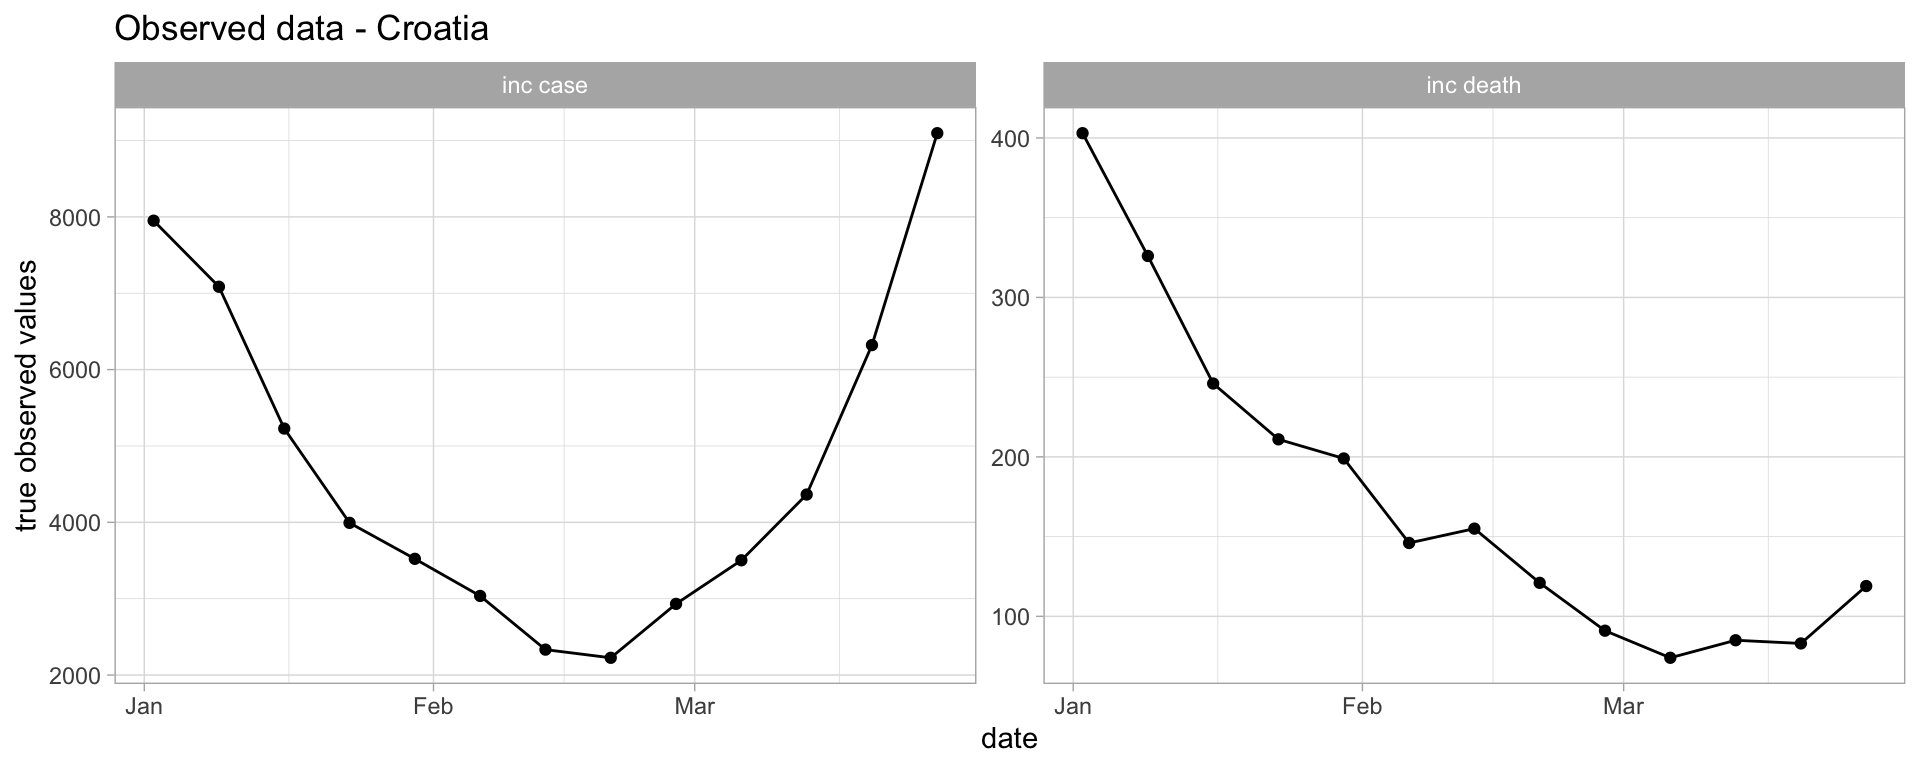 Observed data - Croatia
inc case
inc death
true observed values
8000
6000
4000
2000
400
300
200
100
Jan
Feb
Mar
Jan
Feb
Mar
date